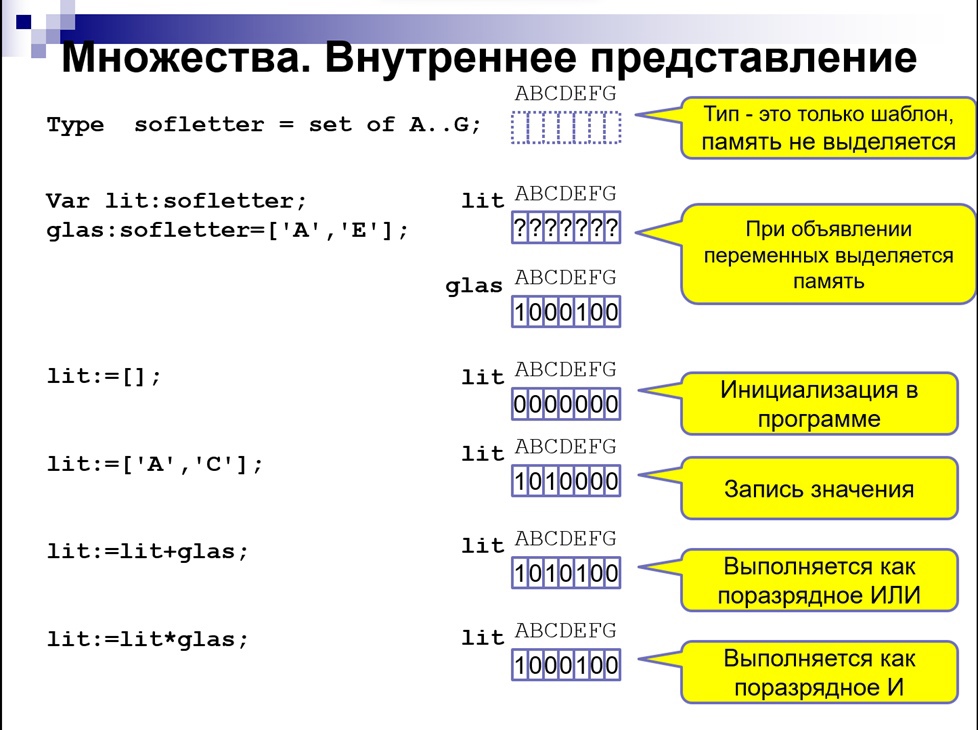 Множества. Внутреннее представление
ABCDEFG
Type sofletter = set of A..G;
Тип - это только шаблон,
память не выделяется
Var lit:sofletter;
glas:sofletter=['A','E'];
lit
ABCDEFG
???????
При объявлении
переменных выделяется
память
glas
ABCDEFG
1000100
lit:=[];
lit
ABCDEFG
0000000
Инициализация в
программе
lit:=['A','C'];
lit
ABCDEFG
1010000
Запись значения
lit:=lit+glas;
lit
ABCDEFG
1010100
Выполняется как
поразрядное ИЛИ
lit:=lit*glas;
lit
ABCDEFG
1000100
Выполняется как
поразрядное И